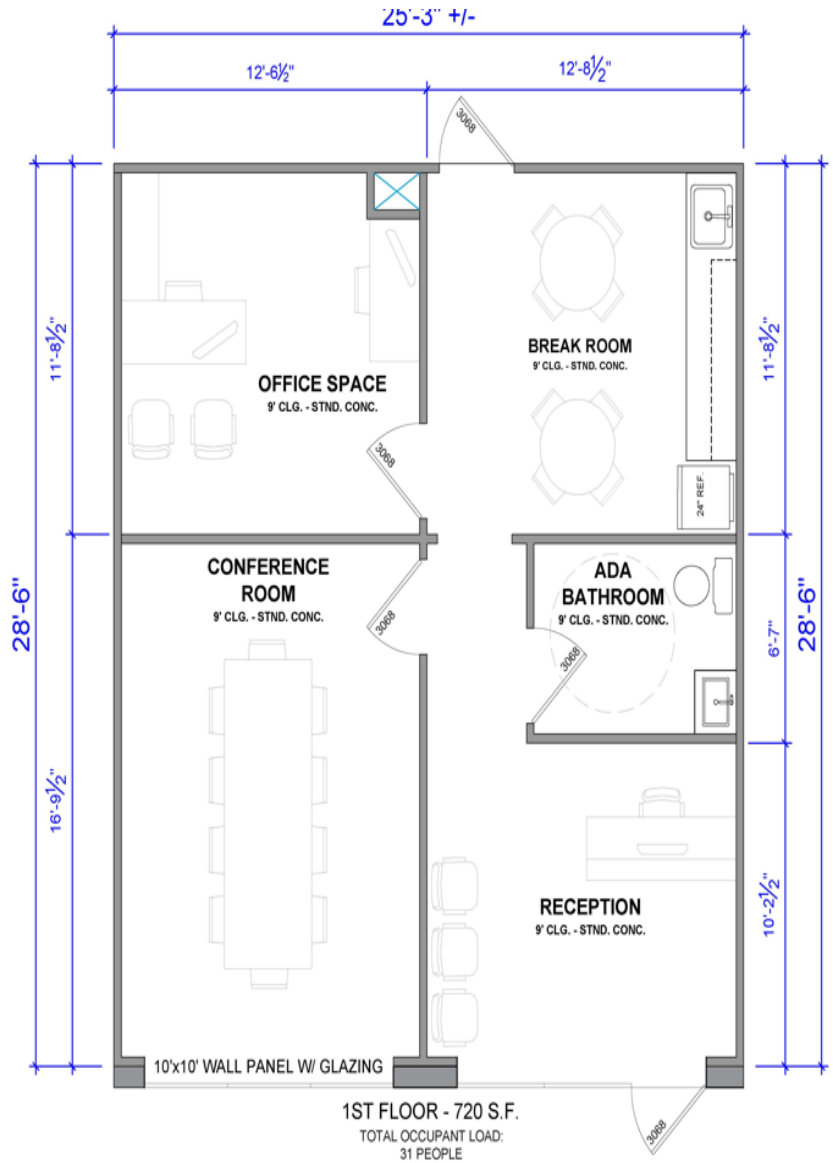 25'-3" +/-
12'-6½"
12'-8½"
3068
11'-8½"
11'-8½"
BREAK ROOM
9' CLG. - STND. CONC.
OFFICE SPACE
9' CLG. - STND. CONC.
3068
24" REF.
28'-6"
28'-6"
CONFERENCE
ROOM
9' CLG. - STND. CONC.
3068
ADA
BATHROOM
9' CLG. - STND. CONC.
3068
6'-7"
16'-9½"
RECEPTION
9' CLG. - STND. CONC.
10'-2½"
10'x10' WALL PANEL W/ GLAZING
3068
1ST FLOOR - 720 S.F.
TOTAL OCCUPANT LOAD:
31 PEOPLE